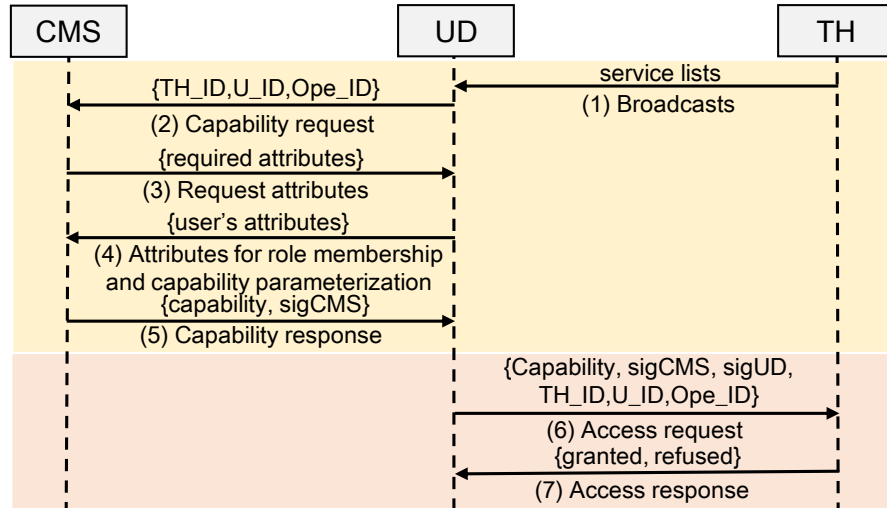 CMS
UD
TH
service lists
(1) Broadcasts
{TH_ID,U_ID,Ope_ID}
(2) Capability request
{required attributes}
(3) Request attributes
{user's attributes}
(4) Attributes for role membership
and capability parameterization
{capability, sigCMS}
(5) Capability response
{Capability, sigCMS, sigUD,
TH_ID,U_ID,Ope_ID}
(6) Access request
{granted, refused}
(7) Access response